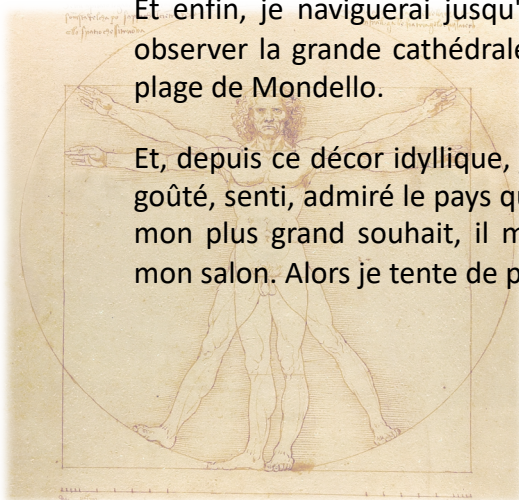 Et enfin, je naviguerai jusqu'
observer la grande cathédrale
plage de Mondello.
Et, depuis ce décor idyllique,
goûté, senti, admiré le pays qu
mon plus grand souhait, il m
mon salon. Alors je tente de p